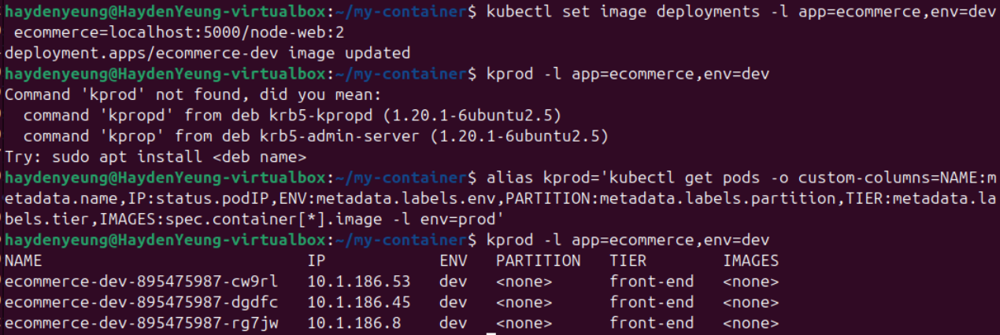 haydenyeung@HaydenYeung-virtualbox:~/my-container$ kubectl set image deployments -l app=ecommerce,env=dev
 ecommerce=localhost:5000/node-web:2
deployment.apps/ecommerce-dev image updated
haydenyeung@HaydenYeung-virtualbox:~/my-container$ kprod -l app=ecommerce,env=dev
Command 'kprod' not found, did you mean:
  command 'kpropd' from deb krb5-kpropd (1.20.1-6ubuntu2.5)
  command 'kprop' from deb krb5-admin-server (1.20.1-6ubuntu2.5)
Try: sudo apt install <deb name>
haydenyeung@HaydenYeung-virtualbox:~/my-container$ alias kprod='kubectl get pods -o custom-columns=NAME:m
etadata.name,IP:status.podIP,ENV:metadata.labels.env,PARTITION:metadata.labels.partition,TIER:metadata.la
bels.tier,IMAGES:spec.container[*].image -l env=prod'
haydenyeung@HaydenYeung-virtualbox:~/my-container$ kprod -l app=ecommerce,env=dev
NAME                            IP            ENV   PARTITION   TIER        IMAGES
ecommerce-dev-895475987-cw9rl   10.1.186.53   dev   <none>      front-end   <none>
ecommerce-dev-895475987-dgdfc   10.1.186.45   dev   <none>      front-end   <none>
ecommerce-dev-895475987-rg7jw   10.1.186.8    dev   <none>      front-end   <none>